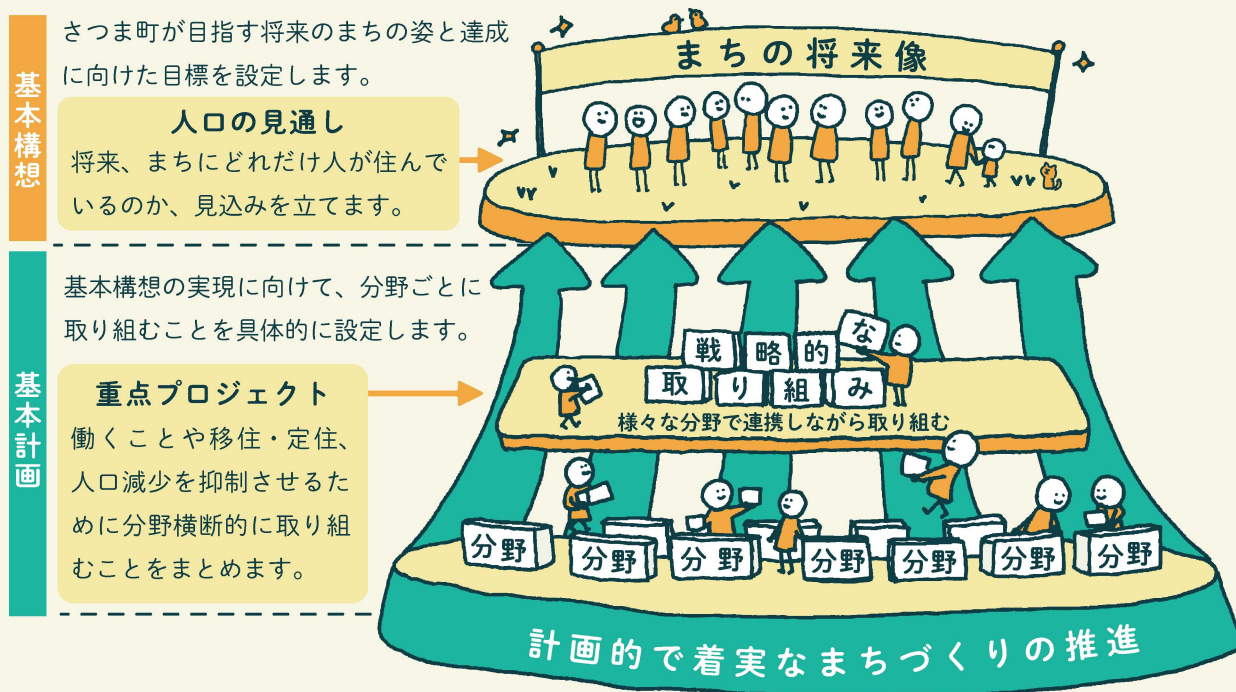 基本構想
さつま町が目指す将来のまちの姿と達成
に向けた目標を設定します。
人口の見通し
将来、まちにどれだけ人が住んで
いるのか、見込みを立てます。
まちの将来像
基本計画
基本構想の実現に向けて、分野ごとに
取り組むことを具体的に設定します。
重点プロジェクト
働くことや移住・定住、
人口減少を抑制させるた
めに分野横断的に取り組
むことをまとめます。
戦略的な
取り組み
様々な分野で連携しながら取り組む
分野 分野 分野 分野 分野 分野 分野
計画的で着実なまちづくりの推進